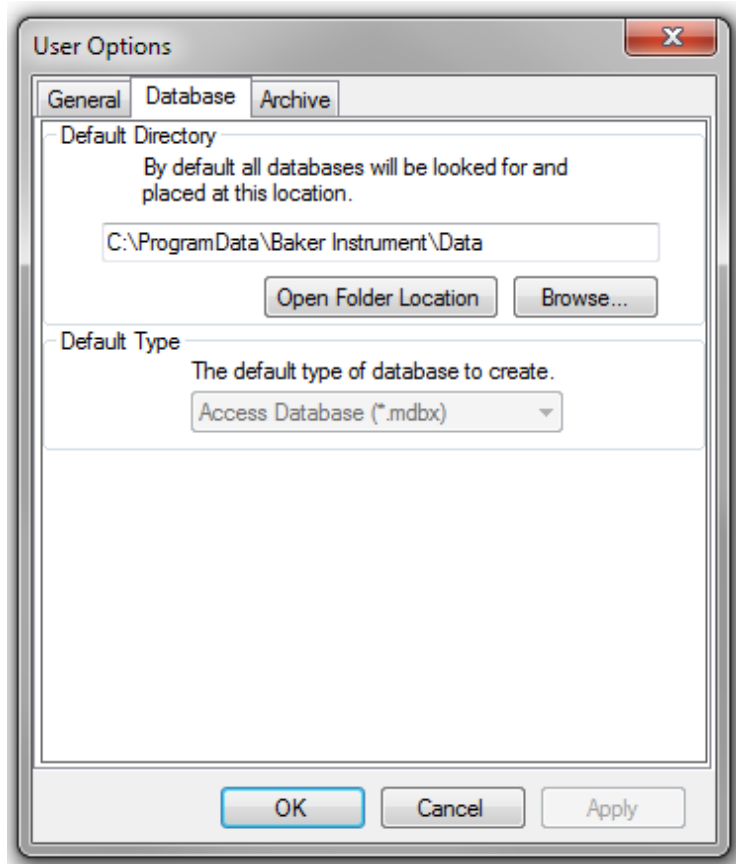 User Options
General Database Archive
Default Directory
By default all databases will be looked for and
placed at this location.
C:\ProgramData\Baker Instrument\Data
Open Folder Location Browse...
Default Type
The default type of database to create.
Access Database (*.mdbx)
OK Cancel Apply